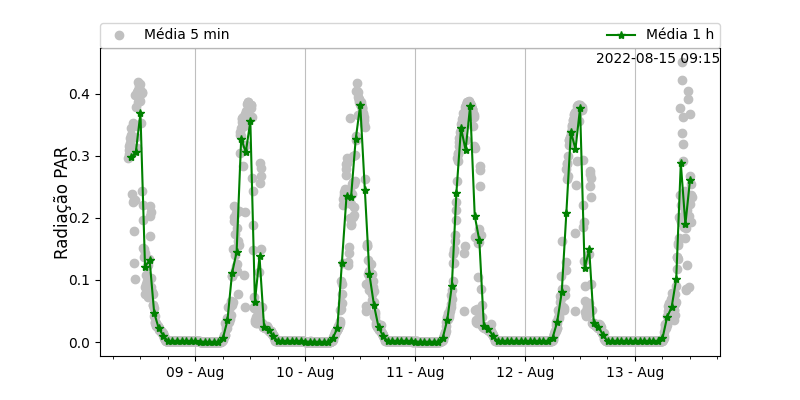 Média 5 min
Média 1 h
2022-08-15 09:15
Radiação PAR
0.4
0.3
0.2
0.1
0.0
09 - Aug
10 - Aug
11 - Aug
12 - Aug
13 - Aug